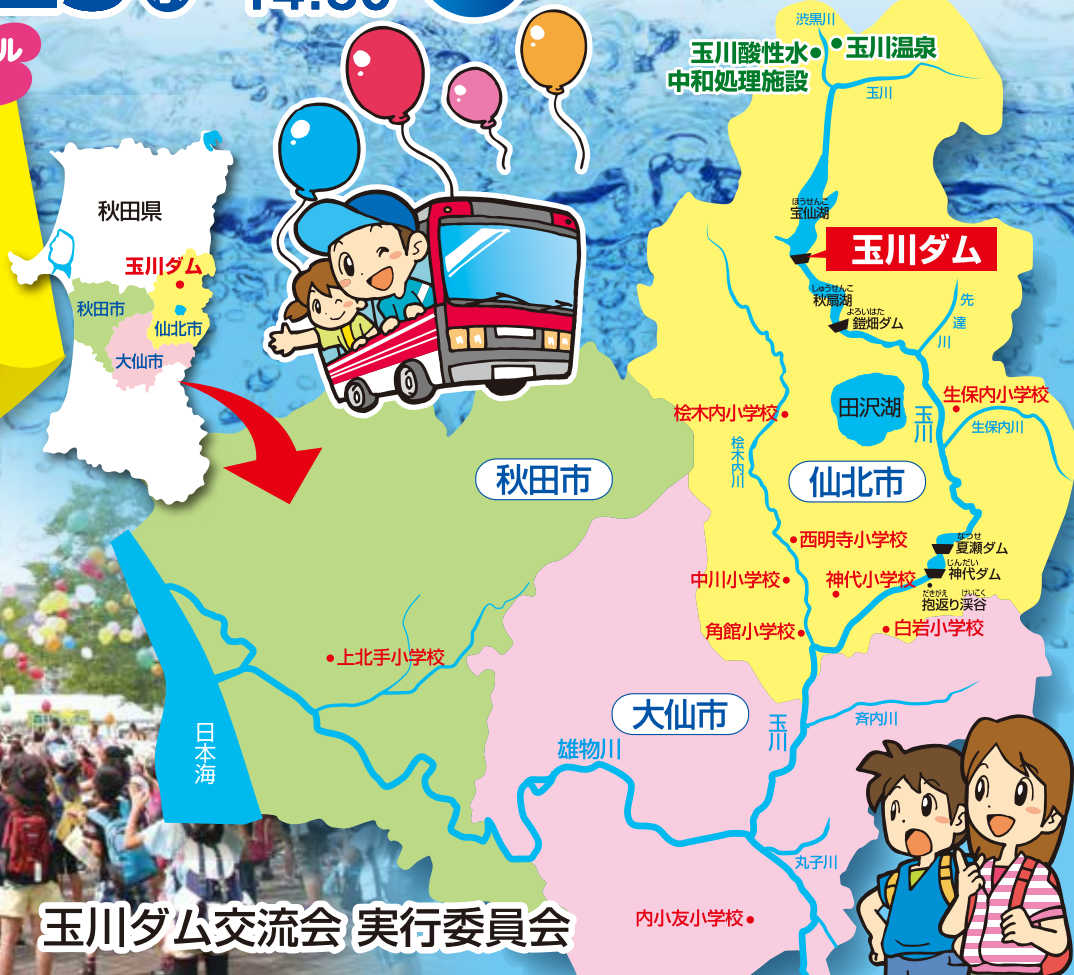 14:30
ル
渋黒川
玉川酸性水
中和処理施設
玉川温泉
玉川
ほうせんこ
宝仙湖
玉川ダム
しゅうせんこ
秋扇湖
よろいはた
鎧畑ダム
先達川
秋田県
玉川ダム
秋田市
仙北市
大仙市
桧木内小学校
田沢湖
玉川
生保内小学校
生保内川
桧木内川
秋田市
仙北市
西明寺小学校
なつせ
夏瀬ダム
じんだい
神代ダム
中川小学校
神代小学校
だきがえ けいこく
抱返り渓谷
角館小学校
白岩小学校
上北手小学校
大仙市
玉川
斉内川
日本海
雄物川
丸子川
内小友小学校
玉川ダム交流会 実行委員会